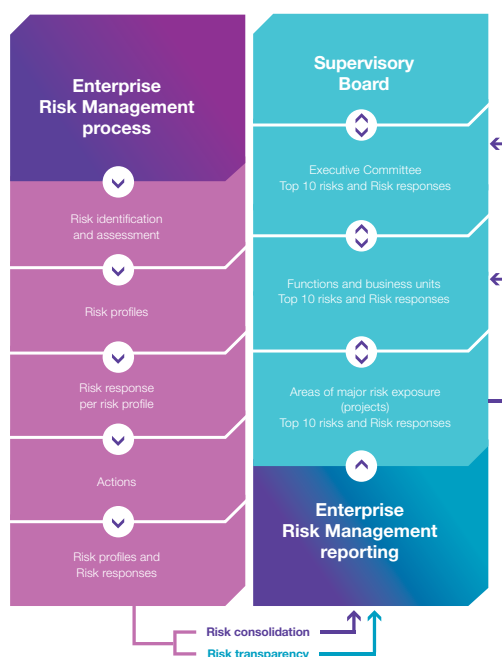 Enterprise
Risk Management
process
Risk identification
and assessment
Risk profiles
Risk response
per risk profile
Actions
Risk profiles and
Risk responses
Supervisory
Board
Executive Committee
Top 10 risks and Risk responses
Functions and business units
Top 10 risks and Risk responses
Areas of major risk exposure
(projects)
Top 10 risks and Risk responses
Enterprise
Risk Management
reporting
Risk consolidation
Risk transparency